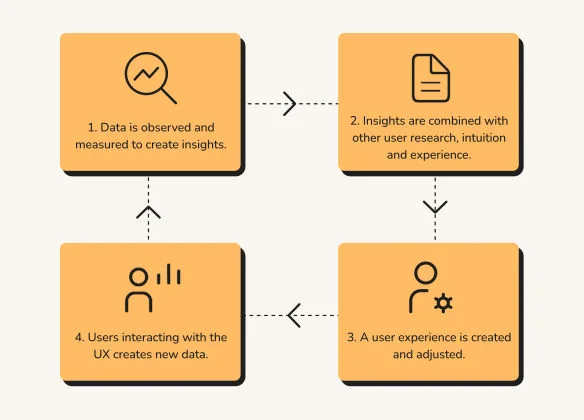 1. Data is observed and
measured to create insights.
2. Insights are combined with
other user research, intuition
and experience.
3. A user experience is created
and adjusted.
4. Users interacting with the
UX creates new data.